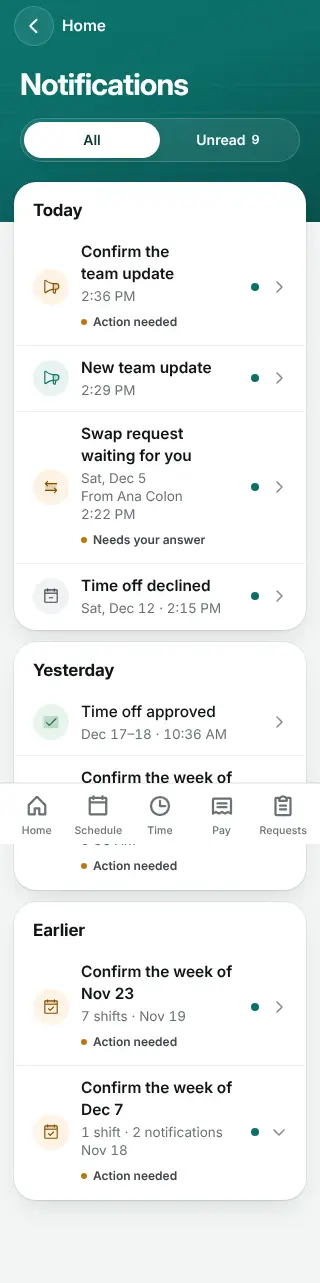 Home
Notifications
All
Unread 9
Today
Confirm the
team update
2:36 PM
Action needed
New team update
2:29 PM
Swap request
waiting for you
Sat, Dec 5
From Ana Colon
2:22 PM
Needs your answer
Time off declined
Sat, Dec 12 · 2:15 PM
Yesterday
Time off approved
Dec 17–18 · 10:36 AM
Confirm the week of
Home
Schedule
Time
Pay
Requests
Action needed
Earlier
Confirm the week of
Nov 23
7 shifts · Nov 19
Action needed
Confirm the week of
Dec 7
1 shift · 2 notifications
Nov 18
Action needed